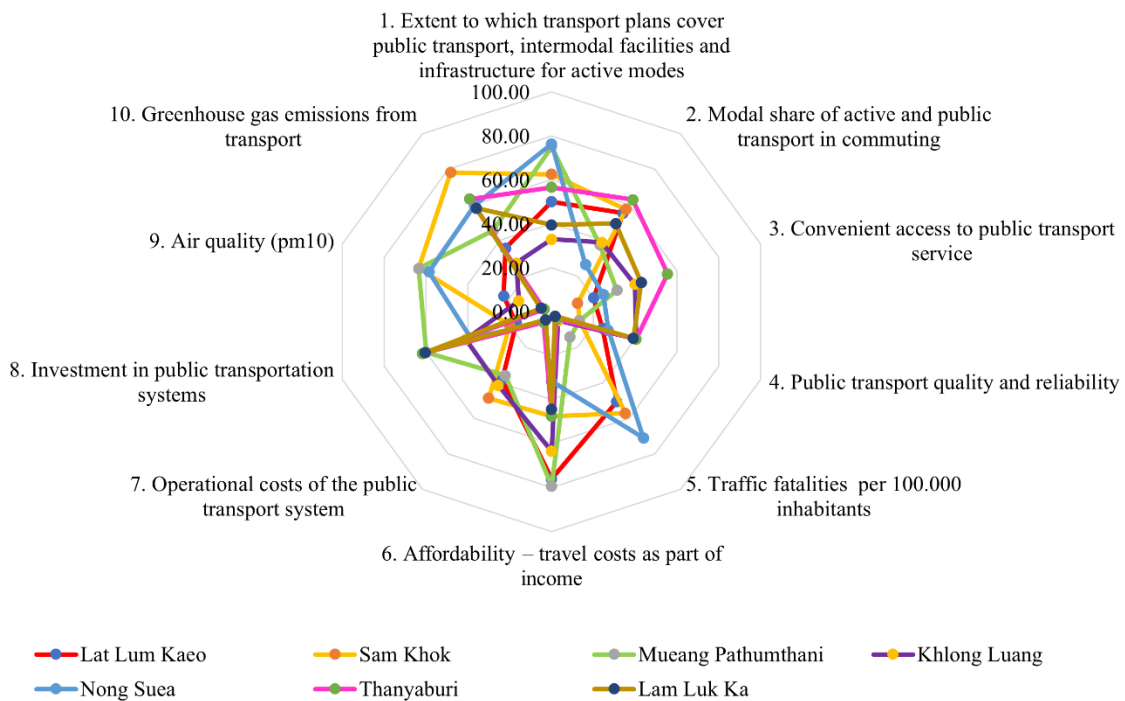 1. Extent to which transport plans cover
public transport, intermodal facilities and
infrastructure for active modes
100.00
10. Greenhouse gas emissions from
transport
2. Modal share of active and public
transport in commuting
80.00
60.00
9. Air quality (pm10)
40.00
3. Convenient access to public transport
service
20.00
0.00
8. Investment in public transportation
systems
4. Public transport quality and reliability
7. Operational costs of the public
transport system
5. Traffic fatalities per 100.000
inhabitants
6. Affordability – travel costs as part of
income
Lat Lum Kaeo
Sam Khok
Mueang Pathumthani
Khlong Luang
Nong Suea
Thanyaburi
Lam Luk Ka